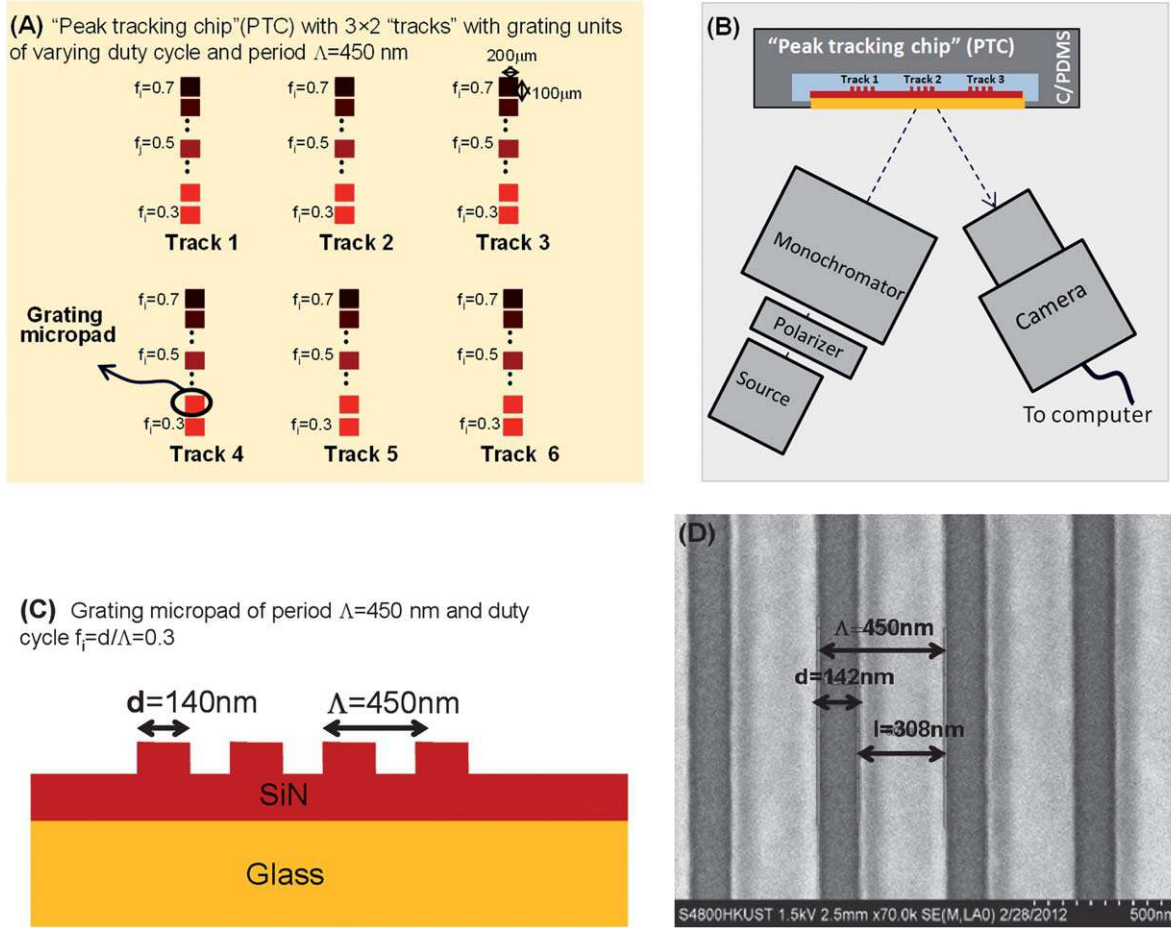 (A) “Peak tracking chip”(PTC) with 3×2 “tracks” with grating units
of varying duty cycle and period Λ=450 nm
200μm
100μm
fi=0.7
fj=0.5
fi=0.3
Track 1
fi=0.7
fi=0.5
fi=0.3
Track 2
fi=0.7
fi=0.5
fi=0.3
Track 3
Grating
micropad
fi=0.7
fi=0.5
fi=0.3
Track 4
fi=0.7
fi=0.5
fi=0.3
Track 5
fi=0.7
fi=0.5
fi=0.3
Track 6
(B)
“Peak tracking chip” (PTC)
C/PDMS
Track 1
Track 2
Track 3
Monochromator
Polarizer
Source
Camera
To computer
(C) Grating micropad of period Λ=450 nm and duty
cycle fi=d/Λ=0.3
d=140nm
Λ=450nm
SiN
Glass
(D)
Λ=450nm
d=142nm
l=308nm
S4800HKUST 1.5kV 2.5mm x70.0k SE(M,LA0) 2/28/2012
500nm